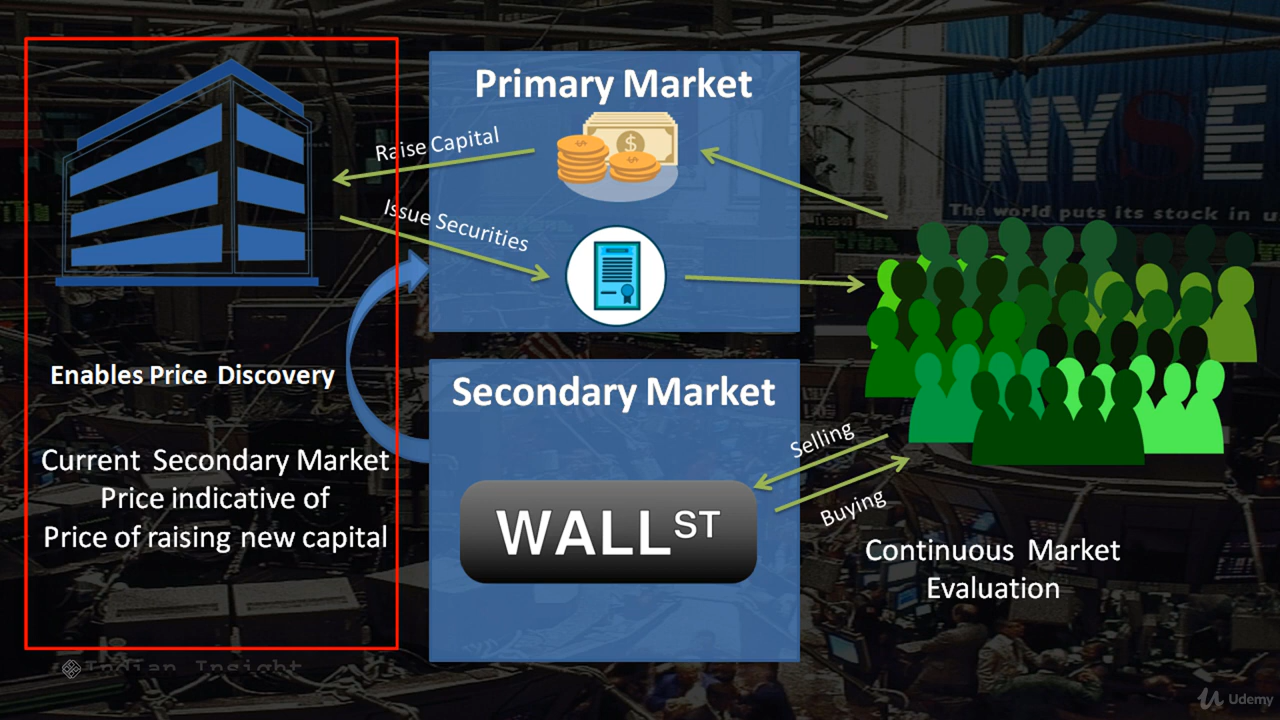 Primary Market
Raise Capital
Issue Securities
NYSE
The world puts its stock in u
Enables Price Discovery
Current Secondary Market
Price indicative of
Price of raising new capital
Secondary Market
WALL ST
Selling
Buying
Continuous Market
Evaluation
Indian Insight
Udemy